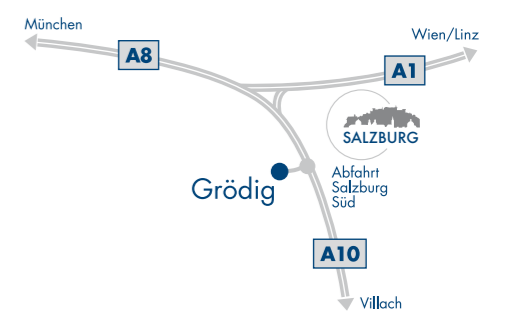 München
Wien/Linz
A8
A1
SALZBURG
Abfahrt
Salzburg
Süd
Grödig
A10
Villach